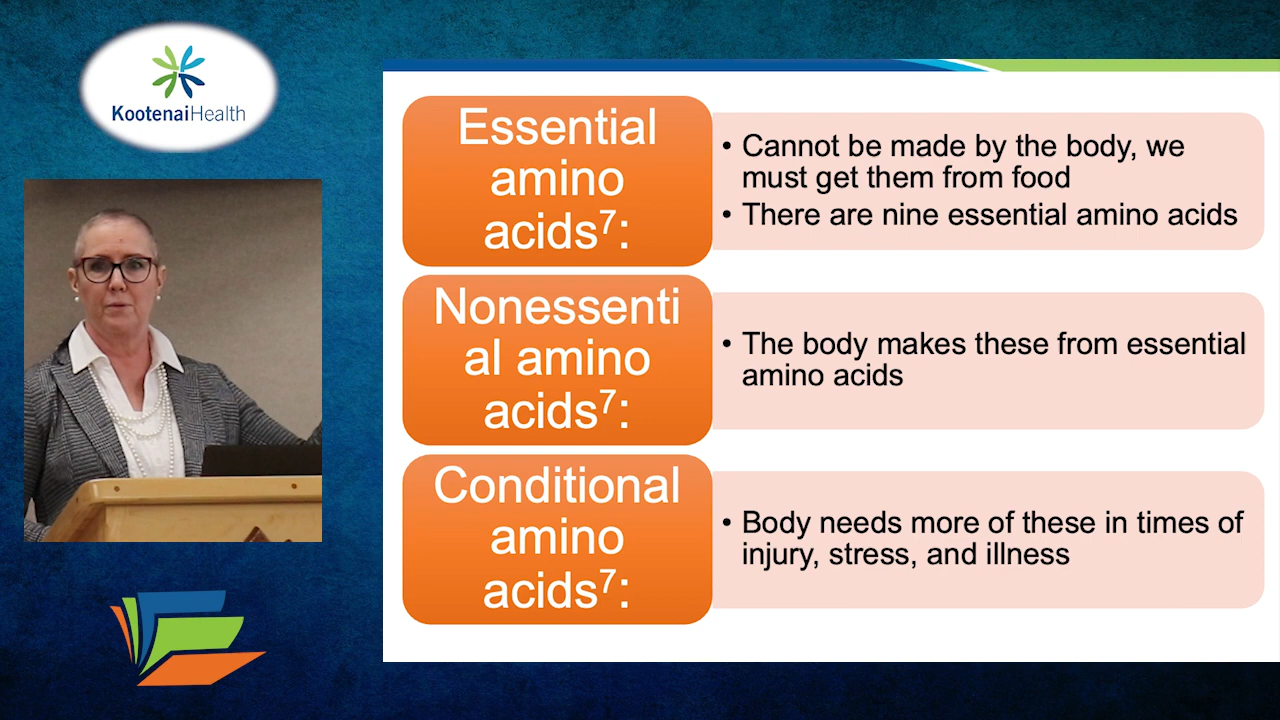 KootenaiHealth
Essential
amino
acids⁷:
• Cannot be made by the body, we
must get them from food
• There are nine essential amino acids
Nonessenti
al amino
acids⁷:
• The body makes these from essential
amino acids
Conditional
amino
acids⁷:
• Body needs more of these in times of
injury, stress, and illness